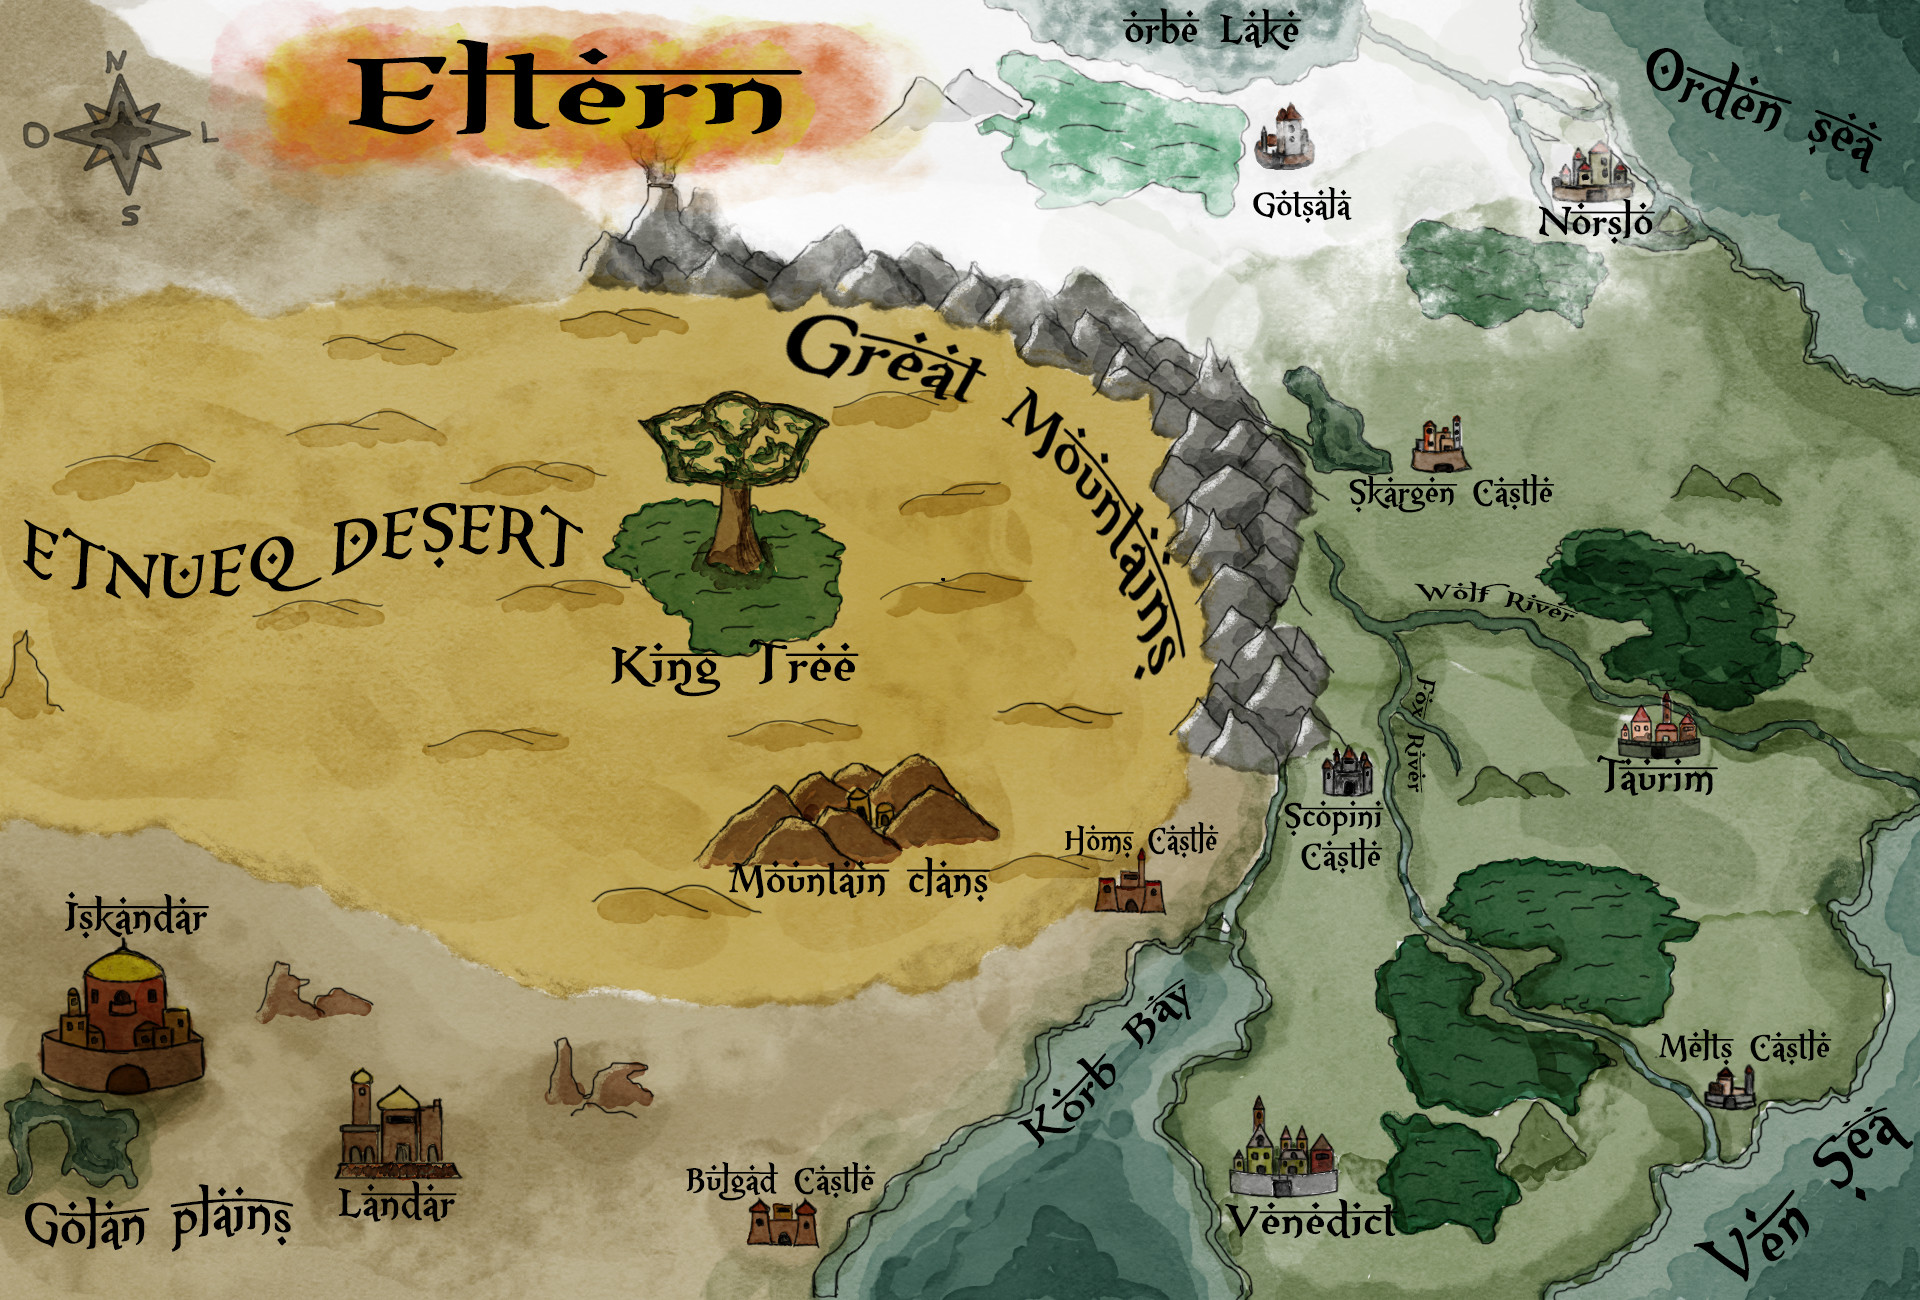 Eltern
orbe Lake
Orden sea
N
O
L
S
Gotsala
Norslo
Great Mountains
Skargen Castle
ETNUEQ DESERT
Wolf River
King Tree
Fox River
Taurim
Scopini
Castle
Homs Castle
Mountain clans
Iskandar
Korb Bay
Melts Castle
Ven Sea
Bulgad Castle
Landar
Golan plains
Venedict